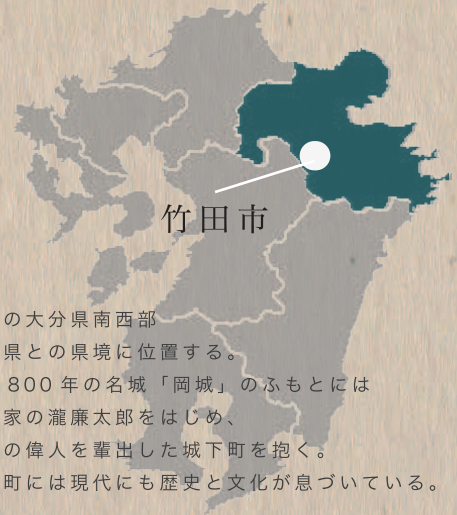 竹田市
の大分県南西部
県との県境に位置する。
800年の名城「岡城」のふもとには
家の瀧廉太郎をはじめ、
の偉人を輩出した城下町を抱く。
町には現代にも歴史と文化が息づいている。